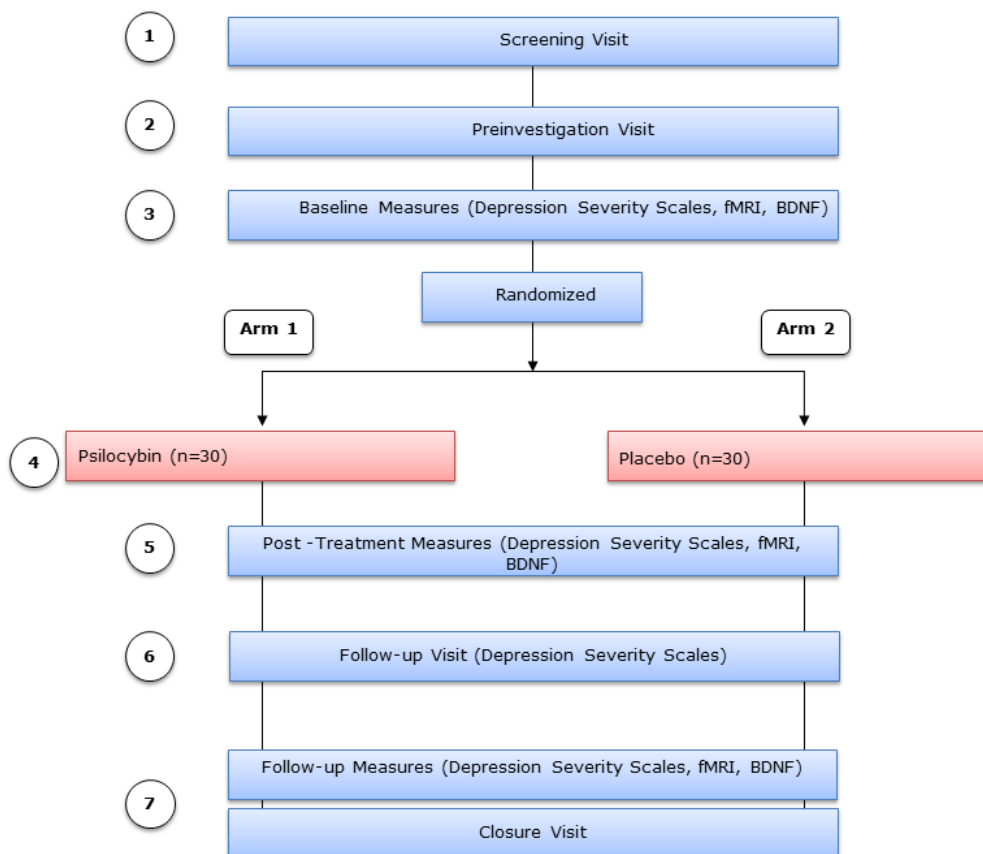 1
Screening Visit
2
Preinvestigation Visit
3
Baseline Measures (Depression Severity Scales, fMRI, BDNF)
Randomized
Arm 1
Arm 2
4
Psilocybin (n=30)
Placebo (n=30)
5
Post -Treatment Measures (Depression Severity Scales, fMRI,
BDNF)
6
Follow-up Visit (Depression Severity Scales)
7
Follow-up Measures (Depression Severity Scales, fMRI, BDNF)
Closure Visit